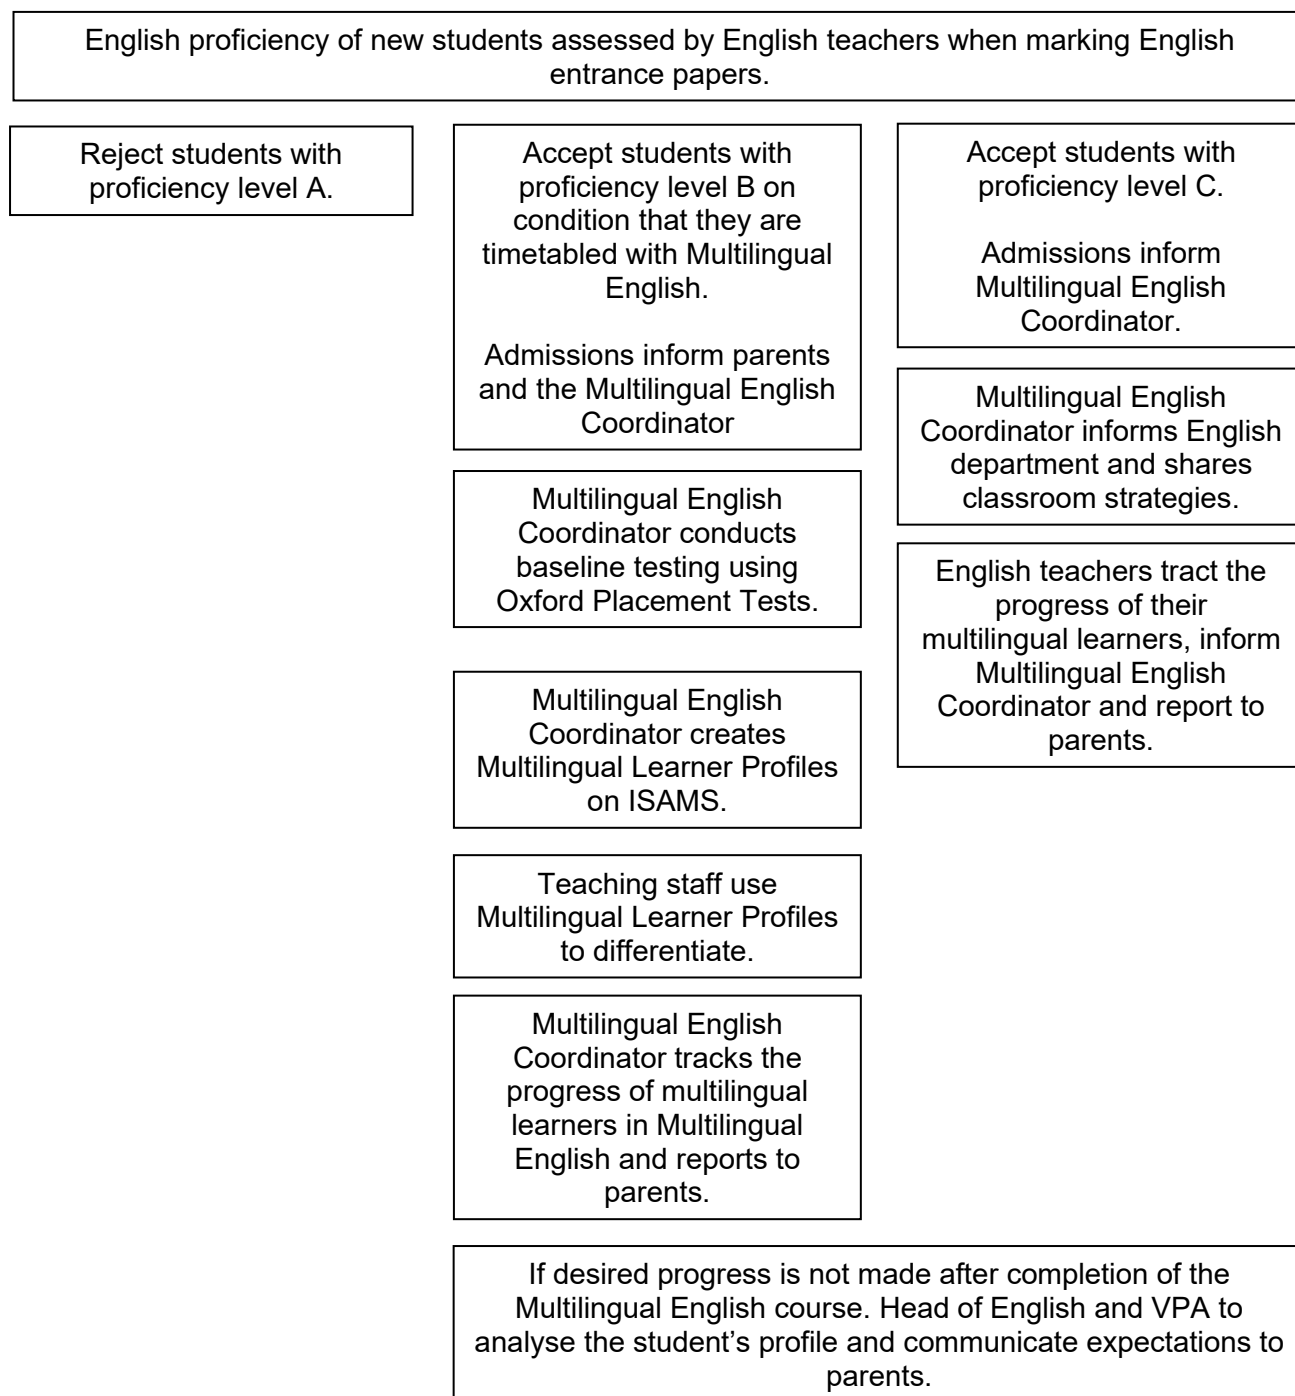 English proficiency of new students assessed by English teachers when marking English
entrance papers.
Reject students with
proficiency level A.
Accept students with
proficiency level B on
condition that they are
timetabled with Multilingual
English.
Admissions inform parents
and the Multilingual English
Coordinator
Multilingual English
Coordinator conducts
baseline testing using
Oxford Placement Tests.
Multilingual English
Coordinator creates
Multilingual Learner Profiles
on ISAMS.
Teaching staff use
Multilingual Learner Profiles
to differentiate.
Multilingual English
Coordinator tracks the
progress of multilingual
learners in Multilingual
English and reports to
parents.
Accept students with
proficiency level C.
Admissions inform
Multilingual English
Coordinator.
Multilingual English
Coordinator informs English
department and shares
classroom strategies.
English teachers tract the
progress of their
multilingual learners, inform
Multilingual English
Coordinator and report to
parents.
If desired progress is not made after completion of the
Multilingual English course. Head of English and VPA to
analyse the student’s profile and communicate expectations to
parents.